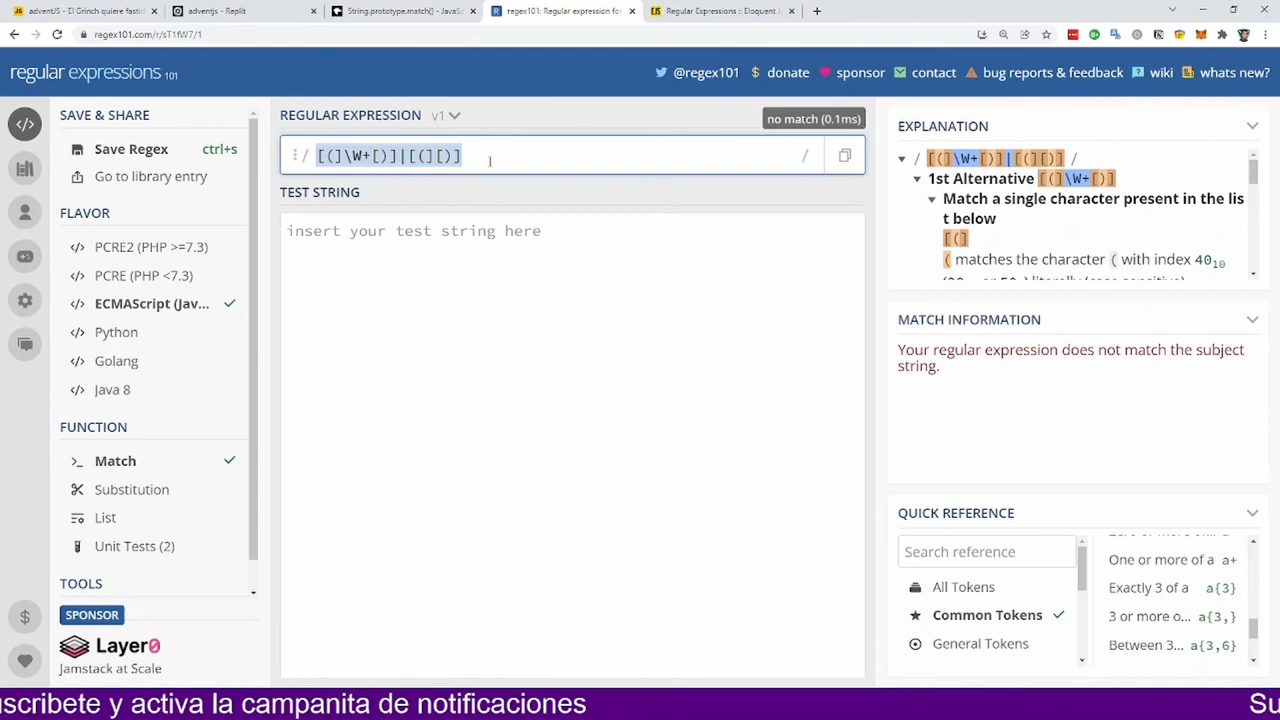 adventJS - El Grinch quiere fastidi
adventjs - Replit
String.prototype.match() - JavaSc
regex101: Regular expression fo
Regular Expressions :: Eloquent J
regex101.com/r/sT1fW7/1
regular expressions 101
@regex101
donate
sponsor
contact
bug reports & feedback
wiki
whats new?
SAVE & SHARE
Save Regex ctrl+s
Go to library entry
FLAVOR
PCRE2 (PHP >=7.3)
PCRE (PHP <7.3)
ECMAScript (Jav...
Python
Golang
Java 8
FUNCTION
Match
Substitution
List
Unit Tests (2)
TOOLS
SPONSOR
Layer0
Jamstack at Scale
REGULAR EXPRESSION v1
no match (0.1ms)
/ [(]\W+[)]|[(][)] /
TEST STRING
insert your test string here
EXPLANATION
/ [(]\W+[)]|[(][)] /
1st Alternative [(]\W+[)]
Match a single character present in the lis
t below
[(]
( matches the character ( with index 40₁₀
MATCH INFORMATION
Your regular expression does not match the subject
string.
QUICK REFERENCE
Search reference
All Tokens
Common Tokens
General Tokens
One or more of a a+
Exactly 3 of a a{3}
3 or more o... a{3,}
Between 3... a{3,6}
uscribete y activa la campanita de notificaciones
Su